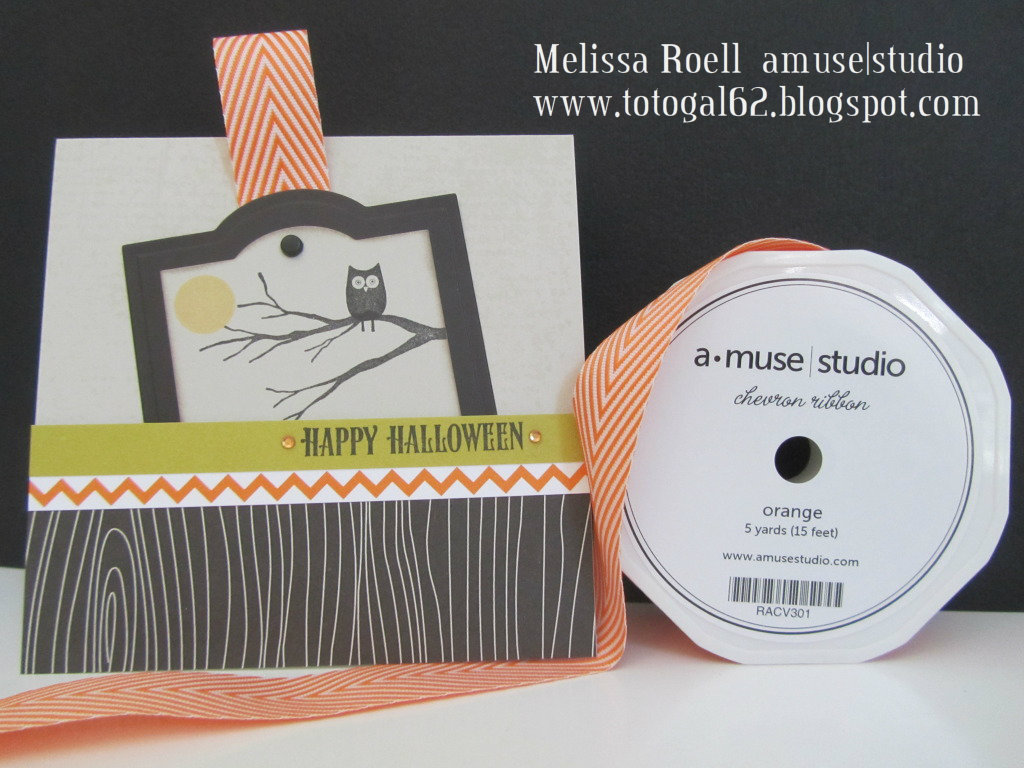 Melissa Roell amuse|studio
www.totogal62.blogspot.com
HAPPY HALLOWEEN
a•muse|studio
chevron ribbon
orange
5 yards (15 feet)
www.amusestudio.com
RACV301